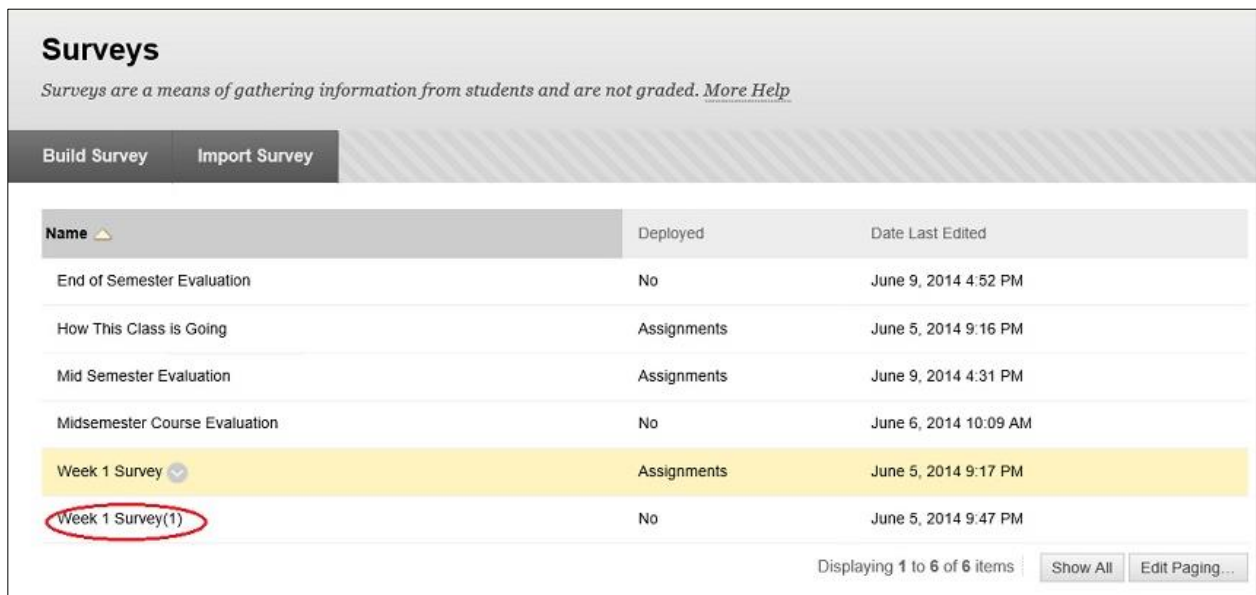 Surveys
Surveys are a means of gathering information from students and are not graded. More Help
Build Survey Import Survey
Name Deployed Date Last Edited
End of Semester Evaluation No June 9, 2014 4:52 PM
How This Class is Going Assignments June 5, 2014 9:16 PM
Mid Semester Evaluation Assignments June 9, 2014 4:31 PM
Midsemester Course Evaluation No June 6, 2014 10:09 AM
Week 1 Survey Assignments June 5, 2014 9:17 PM
Week 1 Survey(1) No June 5, 2014 9:47 PM
Displaying 1 to 6 of 6 items Show All Edit Paging...